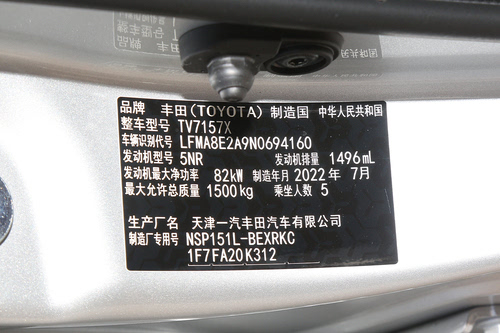 品牌 丰田(TOYOTA) 制造国 中华人民共和国
整车型号 TV7157X
车辆识别代号 LFMA8E2A9N0694160
发动机型号 5NR 发动机排量 1496mL
发动机最大净功率 82kW 制造年月 2022年 7月
最大允许总质量 1500kg 乘坐人数 5
生产厂名 天津一汽丰田汽车有限公司
制造厂专用号 NSP151L-BEXRKC
1F7FA20K312